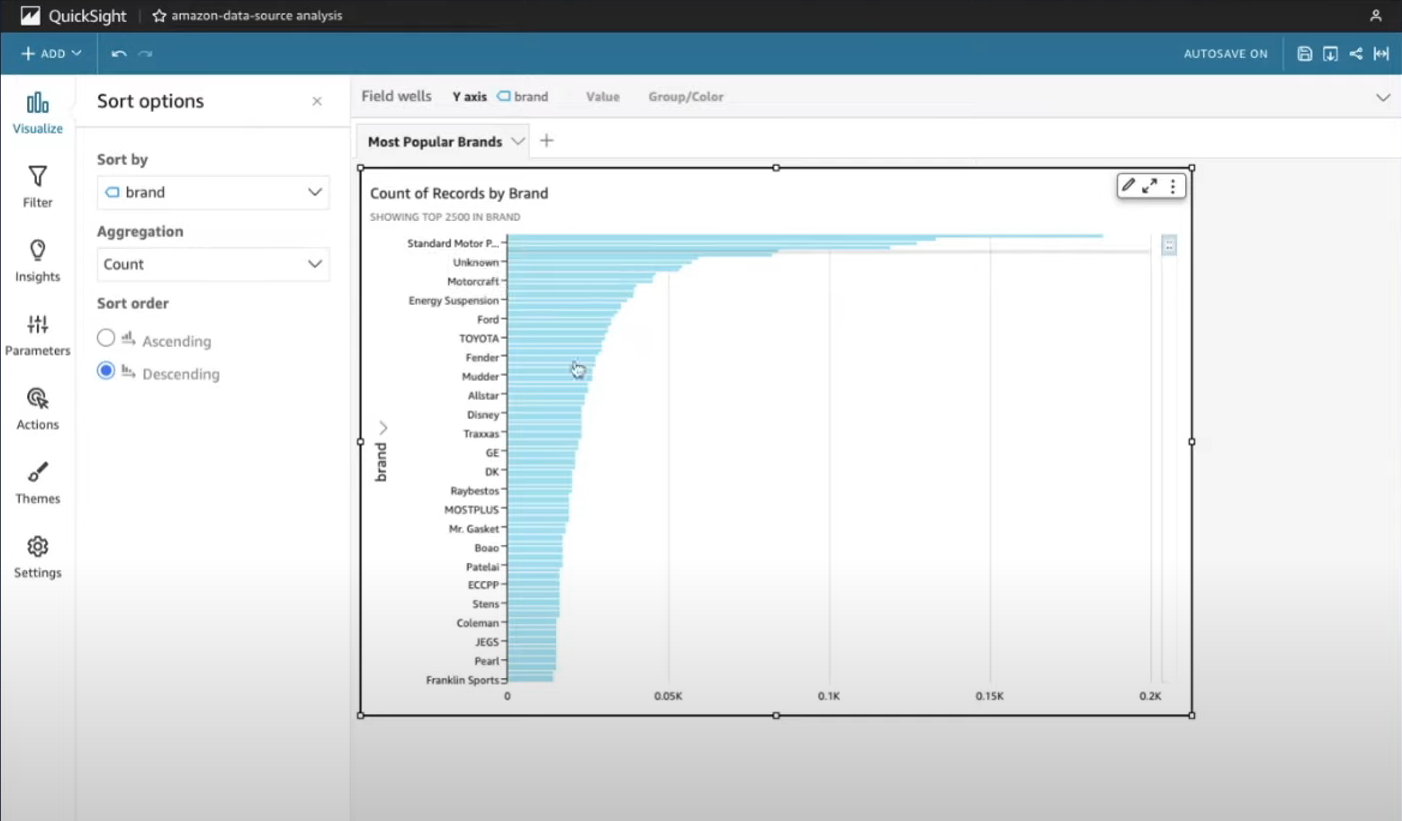 QuickSight
amazon-data-source analysis
ADD
AUTOSAVE ON
Visualize
Filter
Insights
Parameters
Actions
Themes
Settings
Sort options
Sort by
brand
Aggregation
Count
Sort order
Ascending
Descending
Field wells Y axis brand Value Group/Color
Most Popular Brands
Count of Records by Brand
SHOWING TOP 2500 IN BRAND
brand
Standard Motor P...
Unknown
Motorcraft
Energy Suspension
Ford
TOYOTA
Fender
Mudder
Allstar
Disney
Traxxas
GE
DK
Raybestos
MOSTPLUS
Mr. Gasket
Boao
Patelai
ECCPP
Stens
Coleman
JEGS
Pearl
Franklin Sports
0 0.05K 0.1K 0.15K 0.2K